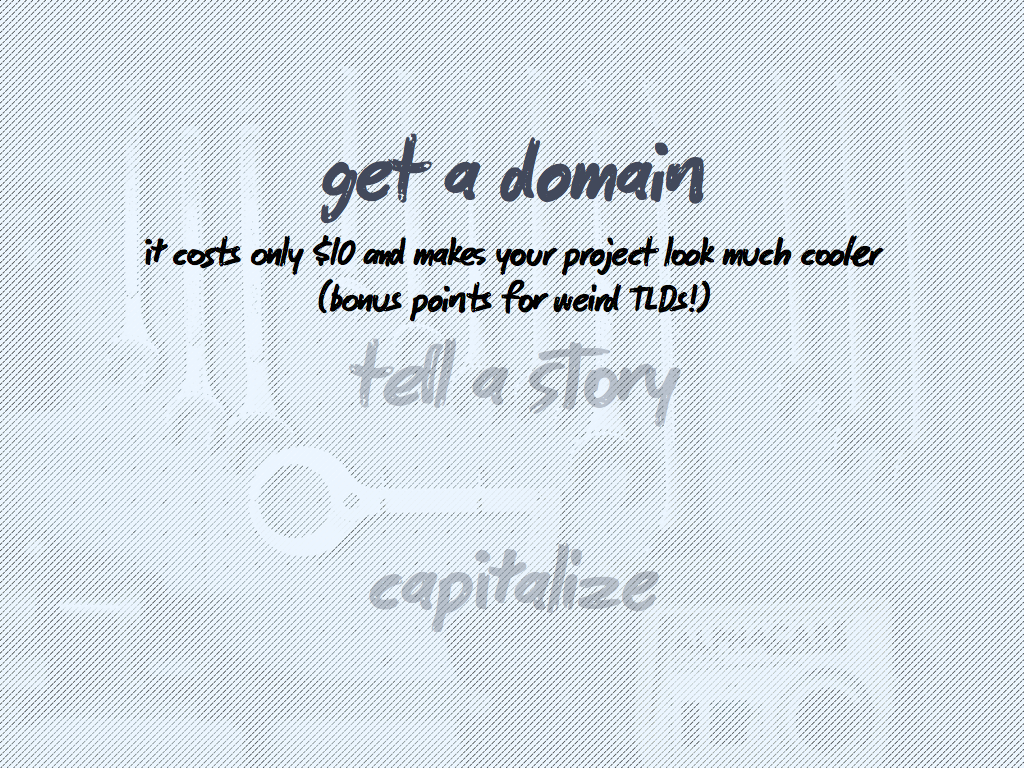 get a domain
it costs only $10 and makes your project look much cooler
(bonus points for weird TLDs!)
tell a story
capitalize